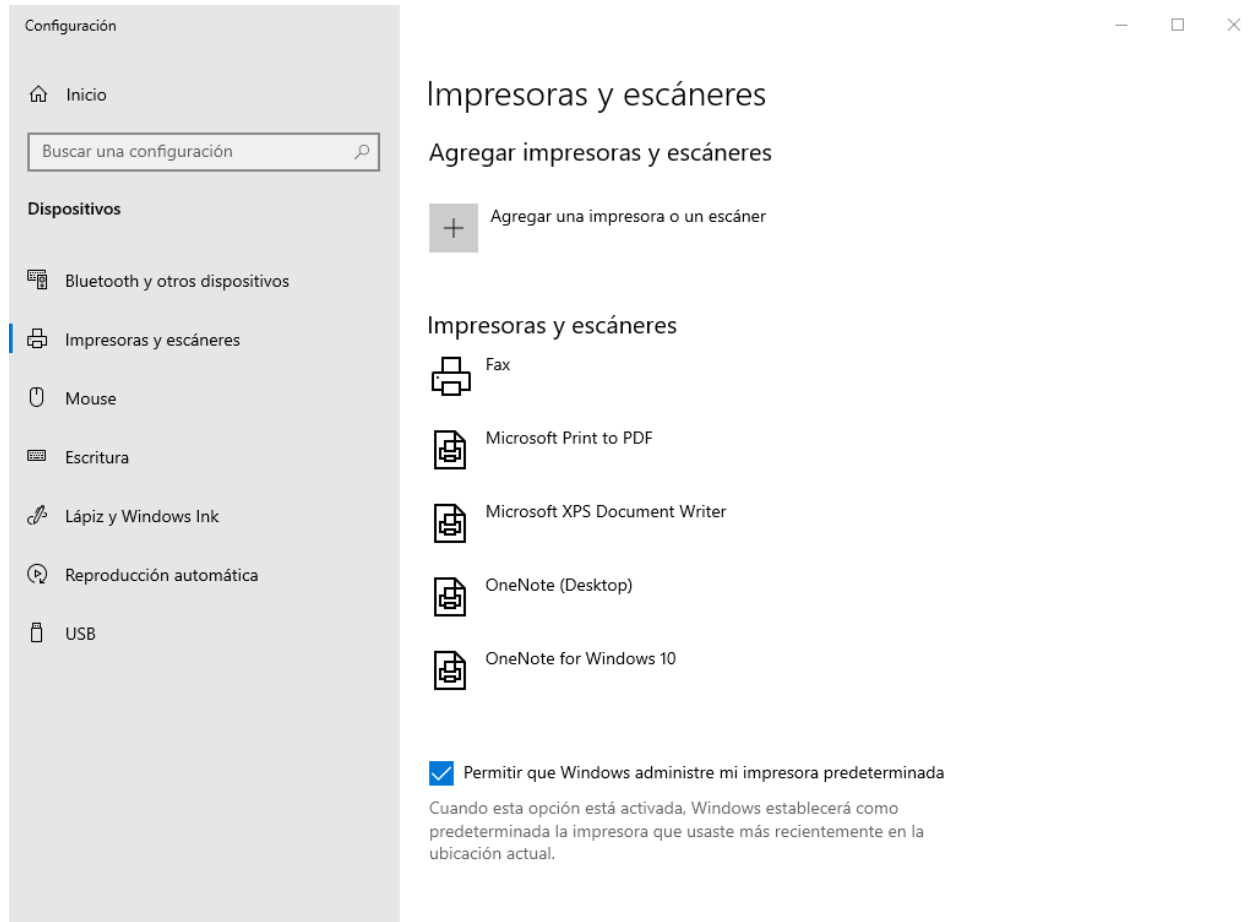 Configuración
Inicio
Buscar una configuración
Dispositivos
Bluetooth y otros dispositivos
Impresoras y escáneres
Mouse
Escritura
Lápiz y Windows Ink
Reproducción automática
USB
Impresoras y escáneres
Agregar impresoras y escáneres
Agregar una impresora o un escáner
Impresoras y escáneres
Fax
Microsoft Print to PDF
Microsoft XPS Document Writer
OneNote (Desktop)
OneNote for Windows 10
Permitir que Windows administre mi impresora predeterminada
Cuando esta opción está activada, Windows establecerá como
predeterminada la impresora que usaste más recientemente en la
ubicación actual.